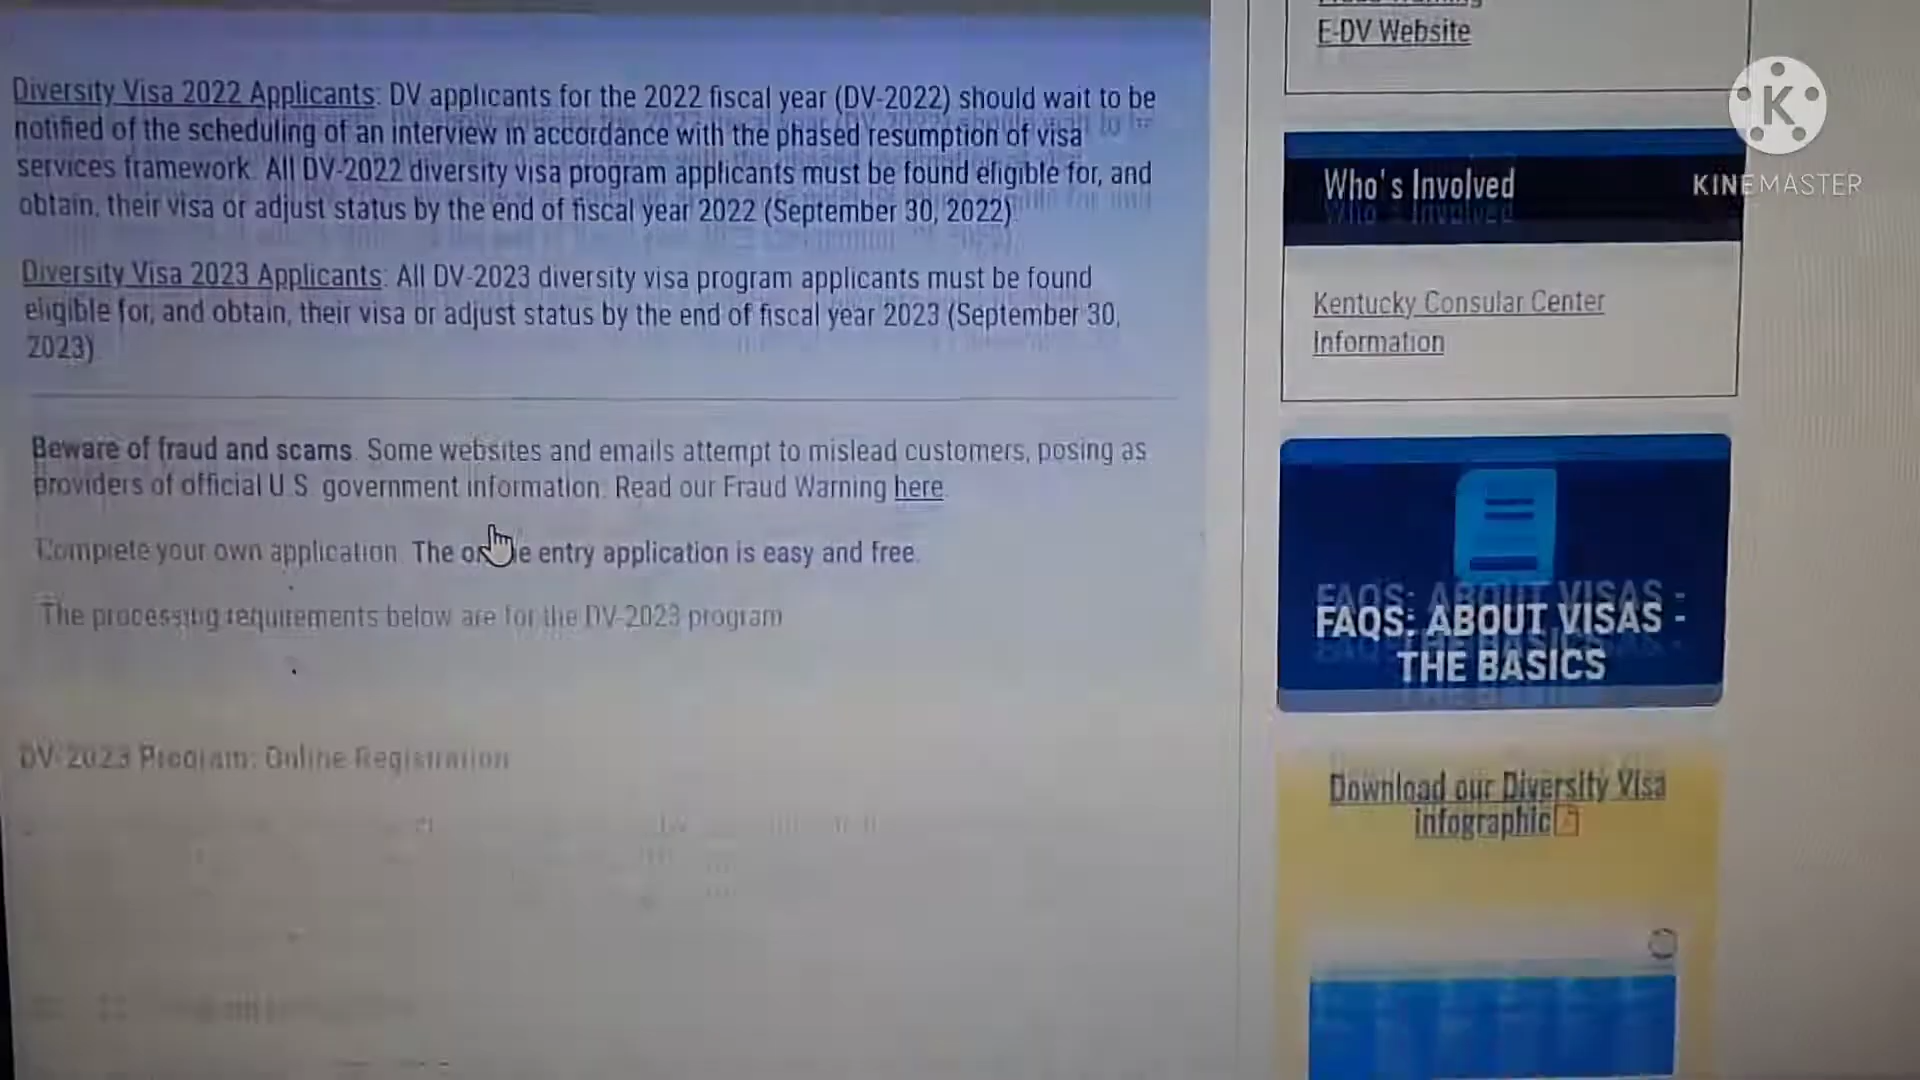 Diversity Visa 2022 Applicants: DV applicants for the 2022 fiscal year (DV-2022) should wait to be
notified of the scheduling of an interview in accordance with the phased resumption of visa
services framework. All DV-2022 diversity visa program applicants must be found eligible for, and
obtain, their visa or adjust status by the end of fiscal year 2022 (September 30, 2022)
Diversity Visa 2023 Applicants: All DV-2023 diversity visa program applicants must be found
eligible for, and obtain, their visa or adjust status by the end of fiscal year 2023 (September 30,
2023)
Beware of fraud and scams. Some websites and emails attempt to mislead customers, posing as
providers of official U.S. government information. Read our Fraud Warning here.
Complete your own application. The entry application is easy and free.
The processing requirements below are for the DV-2023 program
DV-2023 Program: Online Registration
E-DV Website
Who's Involved
Kentucky Consular Center
Information
FAQS: ABOUT VISAS -
THE BASICS
Download our Diversity Visa
infographic
K
KINEMASTER